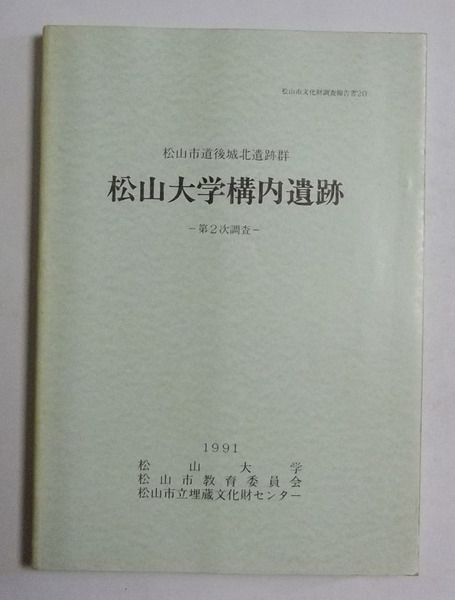 松山市文化財調査報告書20
松山市道後城北遺跡群
松山大学構内遺跡
－第2次調査－
1991
松山大学
松山市教育委員会
松山市立埋蔵文化財センター